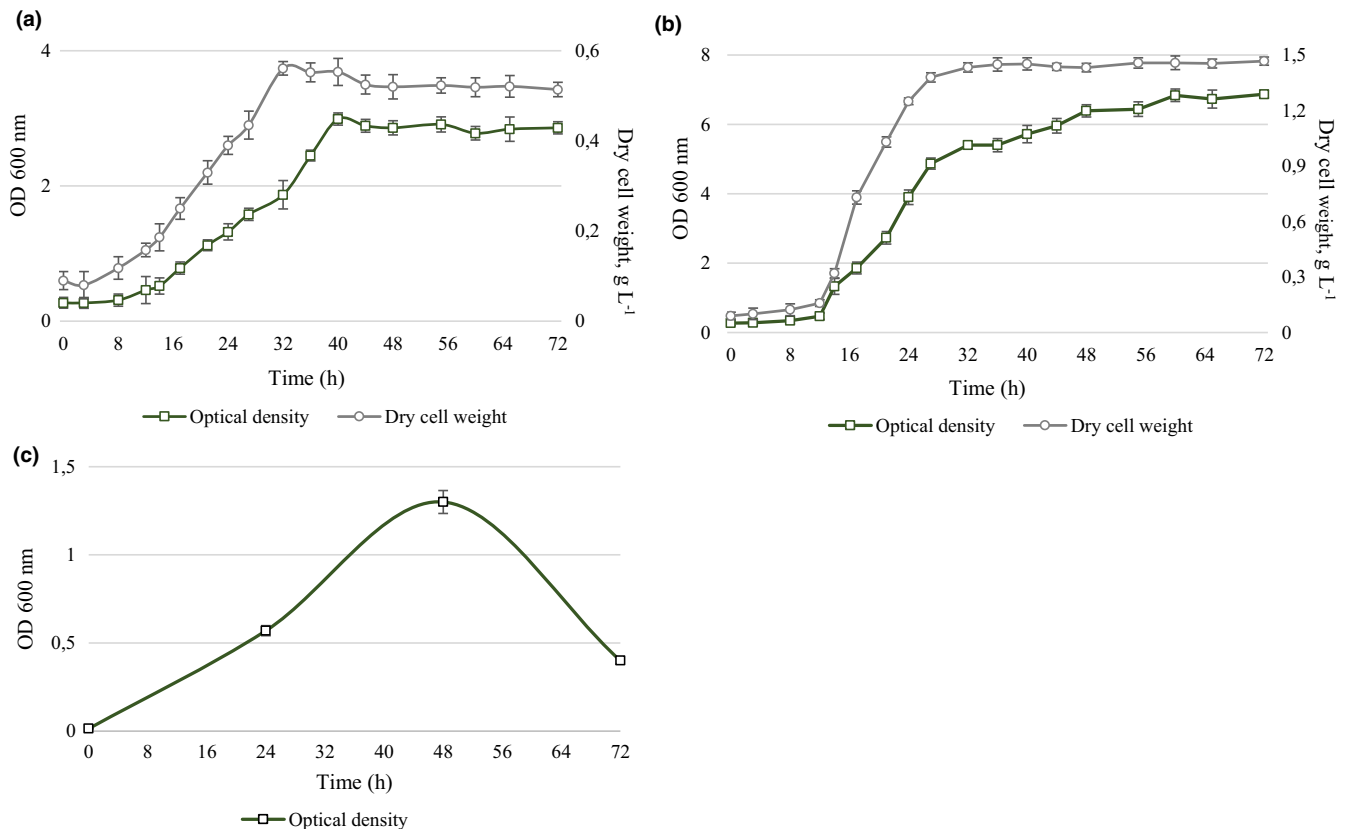 (a)
4
2
0
OD 600 nm
0,6
0,4
0,2
0
Dry cell weight, g L-1
0 8 16 24 32 40 48 56 64 72
Time (h)
Optical density Dry cell weight
(b)
8
6
4
2
0
OD 600 nm
1,5
1,2
0,9
0,6
0,3
0
Dry cell weight, g L-1
0 8 16 24 32 40 48 56 64 72
Time (h)
Optical density Dry cell weight
(c)
1,5
1
0,5
0
OD 600 nm
0 8 16 24 32 40 48 56 64 72
Time (h)
Optical density